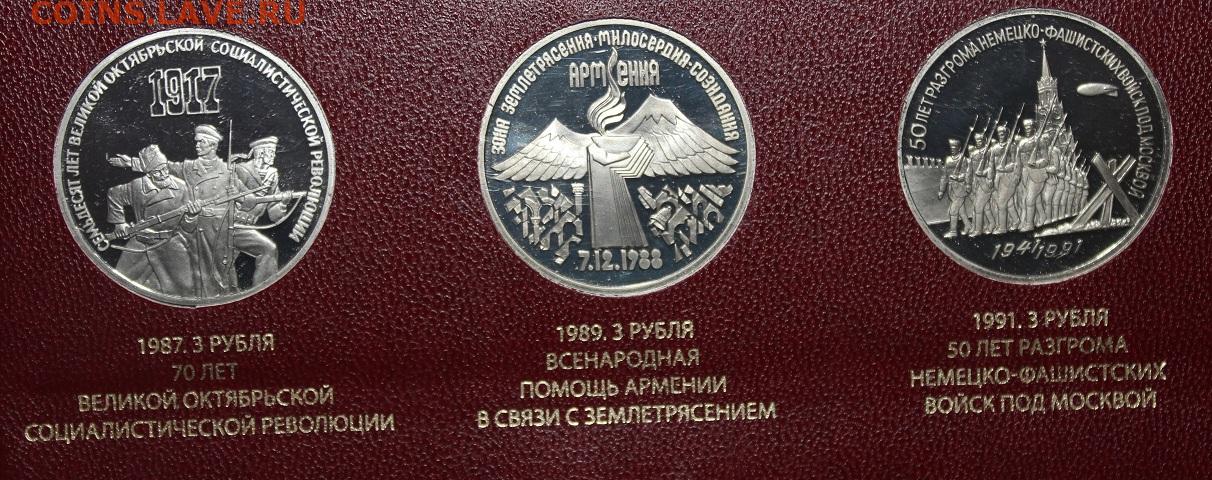 COINS.LAVE.RU
СЕМЬДЕСЯТ ЛЕТ ВЕЛИКОЙ ОКТЯБРЬСКОЙ СОЦИАЛИСТИЧЕСКОЙ РЕВОЛЮЦИИ
1917
1987. 3 РУБЛЯ
70 ЛЕТ
ВЕЛИКОЙ ОКТЯБРЬСКОЙ
СОЦИАЛИСТИЧЕСКОЙ РЕВОЛЮЦИИ
ЗОНА ЗЕМЛЕТРЯСЕНИЯ·МИЛОСЕРДИЯ·СОЗИДАНИЯ
АРМЕНИЯ
7.12.1988
1989. 3 РУБЛЯ
ВСЕНАРОДНАЯ
ПОМОЩЬ АРМЕНИИ
В СВЯЗИ С ЗЕМЛЕТРЯСЕНИЕМ
50 ЛЕТ РАЗГРОМА НЕМЕЦКО-ФАШИСТСКИХ ВОЙСК ПОД МОСКВОЙ
1941/1991
1991. 3 РУБЛЯ
50 ЛЕТ РАЗГРОМА
НЕМЕЦКО-ФАШИСТСКИХ
ВОЙСК ПОД МОСКВОЙ